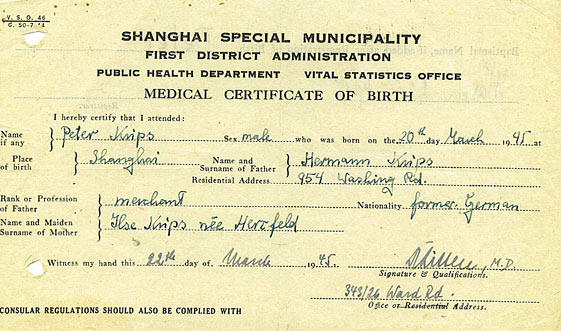 V. S. O. 46
G. 50-7-'44
SHANGHAI SPECIAL MUNICIPALITY
FIRST DISTRICT ADMINISTRATION
PUBLIC HEALTH DEPARTMENT VITAL STATISTICS OFFICE
MEDICAL CERTIFICATE OF BIRTH
I hereby certify that I attended:
Name if any } Peter Krips Sex male who was born on the 20th day March 1945 at
Place of birth } Shanghai Name and Surname of Father } Hermann Krips
Residential Address 954 Washing Rd.
Rank or Profession of Father } merchant Nationality former German
Name and Maiden Surname of Mother } Ilse Krips née Herzfeld
Witness my hand this 22th day of March 1945. M.D.
Signature & Qualifications.
343/26 Ward Rd.
Office or Residential Address.
CONSULAR REGULATIONS SHOULD ALSO BE COMPLIED WITH